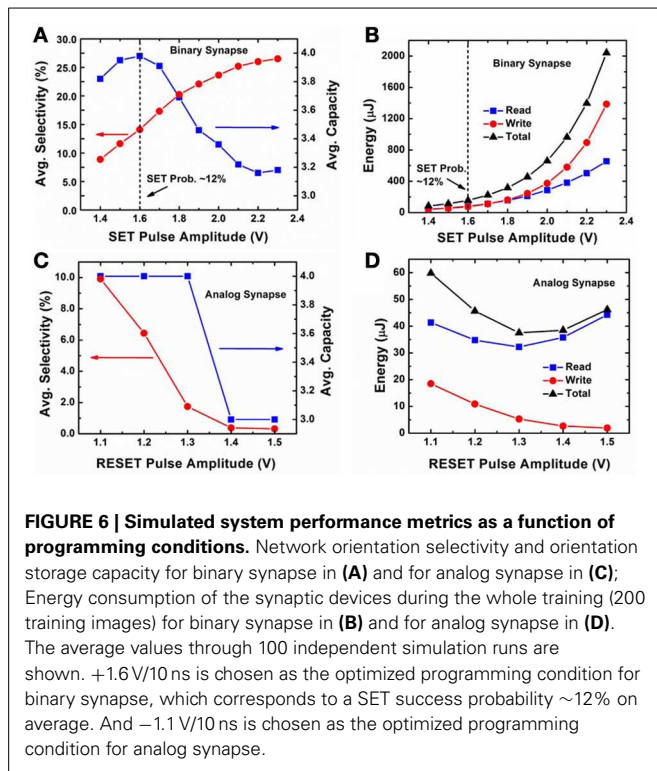 A
B
30.0
25.0
20.0
15.0
10.0
5.0
0.0
Avg. Selectivity (%)
Binary Synapse
SET Prob. ~12%
4.0
3.8
3.6
3.4
3.2
3.0
Avg. Capacity
1.4 1.6 1.8 2.0 2.2 2.4
SET Pulse Amplitude (V)
2000
1600
1200
800
400
0
Energy (µJ)
Binary Synapse
Read
Write
Total
SET Prob.
~12%
1.4 1.6 1.8 2.0 2.2 2.4
SET Pulse Amplitude (V)
C
D
10.0
8.0
6.0
4.0
2.0
0.0
Avg. Selectivity (%)
Analog Synapse
4.0
3.8
3.6
3.4
3.2
3.0
Avg. Capacity
1.1 1.2 1.3 1.4 1.5
RESET Pulse Amplitude (V)
60
50
40
30
20
10
0
Energy (µJ)
Analog Synapse
Read
Write
Total
1.1 1.2 1.3 1.4 1.5
RESET Pulse Amplitude (V)
FIGURE 6 | Simulated system performance metrics as a function of
programming conditions. Network orientation selectivity and orientation
storage capacity for binary synapse in (A) and for analog synapse in (C);
Energy consumption of the synaptic devices during the whole training (200
training images) for binary synapse in (B) and for analog synapse in (D).
The average values through 100 independent simulation runs are
shown. +1.6 V/10 ns is chosen as the optimized programming condition for
binary synapse, which corresponds to a SET success probability ~12% on
average. And −1.1 V/10 ns is chosen as the optimized programming
condition for analog synapse.